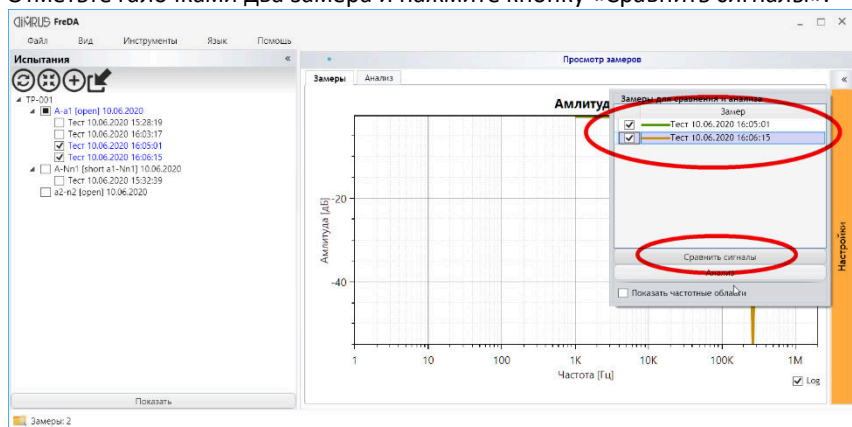 Отметьте галочками два замера и нажмите кнопку «Сравнить сигналы».
DIMRUS FreDA
Файл Вид Инструменты Язык Помощь
Испытания «
Просмотр замеров
Замеры Анализ
«
TP-001
A-a1 [open] 10.06.2020
Тест 10.06.2020 15:28:19
Тест 10.06.2020 16:03:17
Тест 10.06.2020 16:05:01
Тест 10.06.2020 16:06:15
A-Nn1 [short a1-Nn1] 10.06.2020
Тест 10.06.2020 15:32:39
a2-n2 [open] 10.06.2020
Показать
Замеры: 2
Амплитуд
Амплитуда [дБ]
-20
-40
1 10 100 1K 10K 100K 1M
Частота [Гц]
Log
Замеры для сравнения и анализа
Замер
Тест 10.06.2020 16:05:01
Тест 10.06.2020 16:06:15
Сравнить сигналы
Анализ
Показать частотные области
Настройки